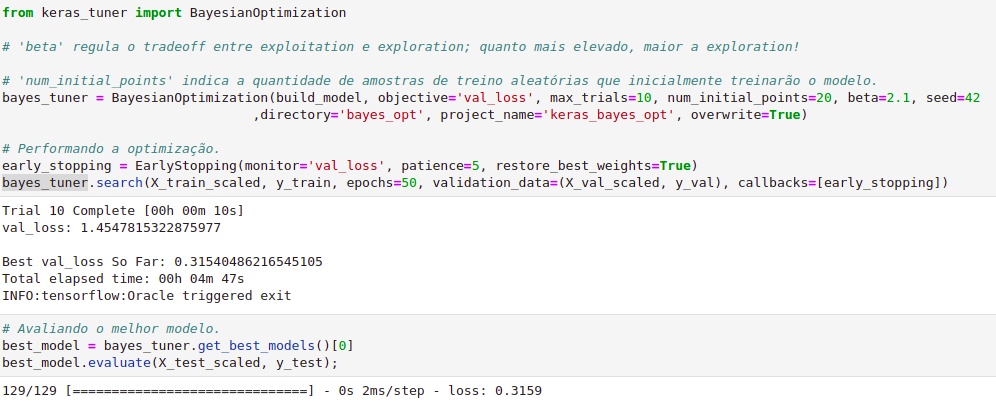 from keras_tuner import BayesianOptimization
# 'beta' regula o tradeoff entre exploitation e exploration; quanto mais elevado, maior a exploration!
# 'num_initial_points' indica a quantidade de amostras de treino aleatórias que inicialmente treinarão o modelo.
bayes_tuner = BayesianOptimization(build_model, objective='val_loss', max_trials=10, num_initial_points=20, beta=2.1, seed=42
,directory='bayes_opt', project_name='keras_bayes_opt', overwrite=True)
# Performando a optimização.
early_stopping = EarlyStopping(monitor='val_loss', patience=5, restore_best_weights=True)
bayes_tuner.search(X_train_scaled, y_train, epochs=50, validation_data=(X_val_scaled, y_val), callbacks=[early_stopping])
Trial 10 Complete [00h 00m 10s]
val_loss: 1.4547815322875977
Best val_loss So Far: 0.31540486216545105
Total elapsed time: 00h 04m 47s
INFO:tensorflow:Oracle triggered exit
# Avaliando o melhor modelo.
best_model = bayes_tuner.get_best_models()[0]
best_model.evaluate(X_test_scaled, y_test);
129/129 [==============================] - 0s 2ms/step - loss: 0.3159